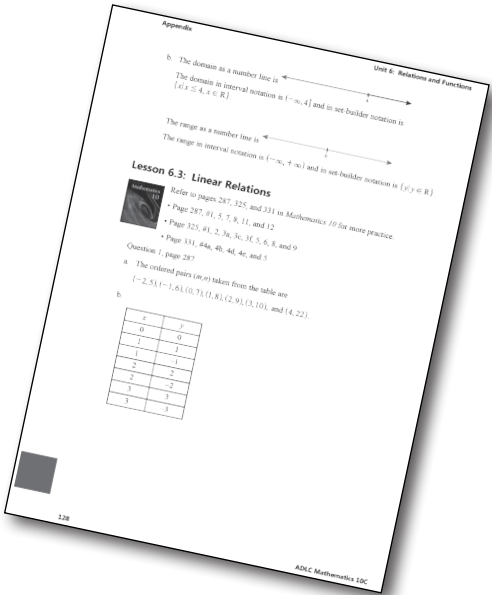 Appendix
Unit 6: Relations and Functions
b. The domain as a number line is
The domain in interval notation is (−∞, 4] and in set-builder notation is
{x|x ≤ 4, x ∈ R}
The range as a number line is
The range in interval notation is (−∞, +∞) and in set-builder notation is {y|y ∈ R}
Lesson 6.3: Linear Relations
Mathematics
10
Refer to pages 287, 325, and 331 in Mathematics 10 for more practice.
• Page 287, #1, 5, 7, 8, 11, and 12
• Page 325, #1, 2, 3a, 3c, 3f, 5, 6, 8, and 9
• Page 331, #4a, 4b, 4d, 4e, and 5
Question 1, page 287
a. The ordered pairs (m,n) taken from the table are
(−2, 5), (−1, 6), (0, 7), (1, 8), (2, 9), (3, 10), and (4, 22).
b.
x y
0 0
1 1
1 −1
2 2
2 −2
3 3
3 −3
128
ADLC Mathematics 10C